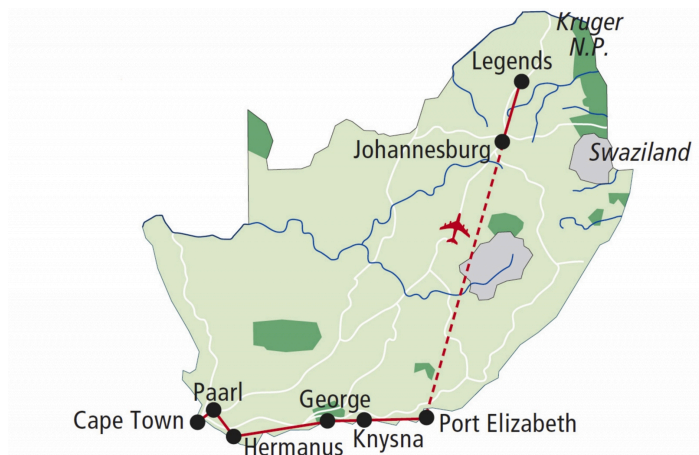 Kruger
N.P.
Legends
Johannesburg
Swaziland
Paarl
George
Cape Town
Port Elizabeth
Knysna
Hermanus